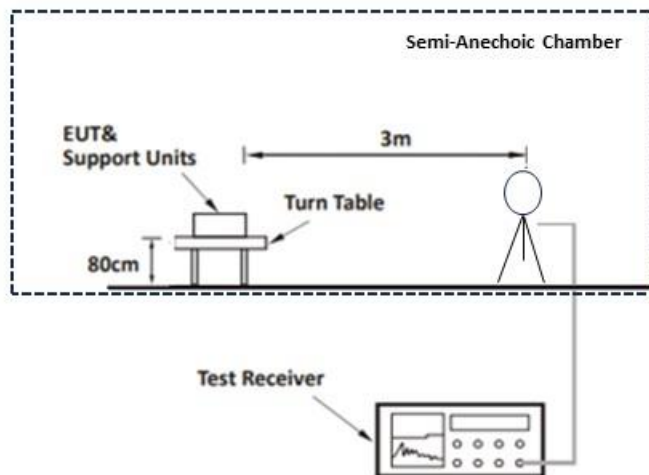 Semi-Anechoic Chamber
EUT&
Support Units
3m
Turn Table
80cm
Test Receiver